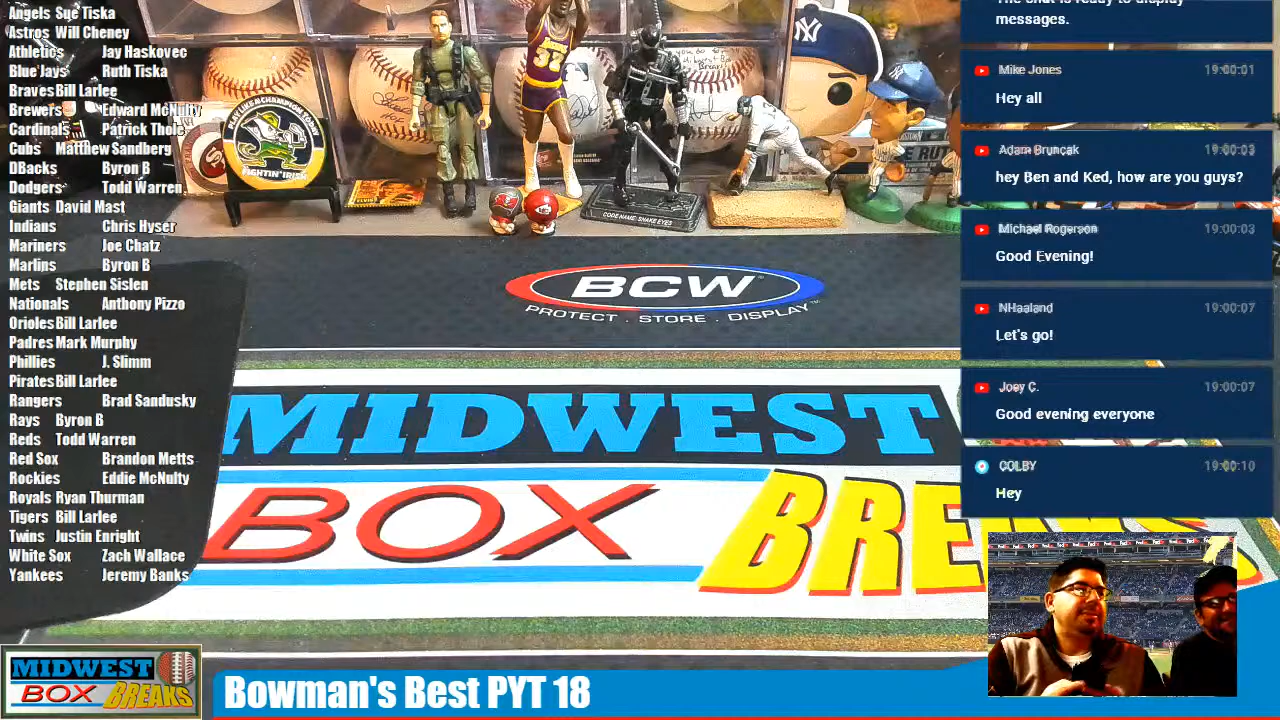 Angels Sue Tiska
Astros Will Cheney
Athletics Jay Haskovec
Blue Jays Ruth Tiska
Braves Bill Larlee
Brewers Edward McNulty
Cardinals Patrick Thole
Cubs Matthew Sandberg
DBacks Byron B
Dodgers Todd Warren
Giants David Mast
Indians Chris Hyser
Mariners Joe Chatz
Marlins Byron B
Mets Stephen Sislen
Nationals Anthony Pizzo
Orioles Bill Larlee
Padres Mark Murphy
Phillies J. Slimm
Pirates Bill Larlee
Rangers Brad Sandusky
Rays Byron B
Reds Todd Warren
Red Sox Brandon Metts
Rockies Eddie McNulty
Royals Ryan Thurman
Tigers Bill Larlee
Twins Justin Enright
White Sox Zach Wallace
Yankees Jeremy Banks
PLAY LIKE A CHAMPION TODAY
FIGHTIN' IRISH
32
CODE NAME: SNAKE EYES
BCW
PROTECT . STORE . DISPLAY
MIDWEST
BOX BRE
messages.
Mike Jones 19:00:01
Hey all
Adam Bruncak 19:00:03
hey Ben and Ked, how are you guys?
Michael Rogerson 19:00:03
Good Evening!
NHaaland 19:00:07
Let's go!
Joey C. 19:00:07
Good evening everyone
COLBY 19:00:10
Hey
MIDWEST
BOX BREAKS
Bowman's Best PYT 18